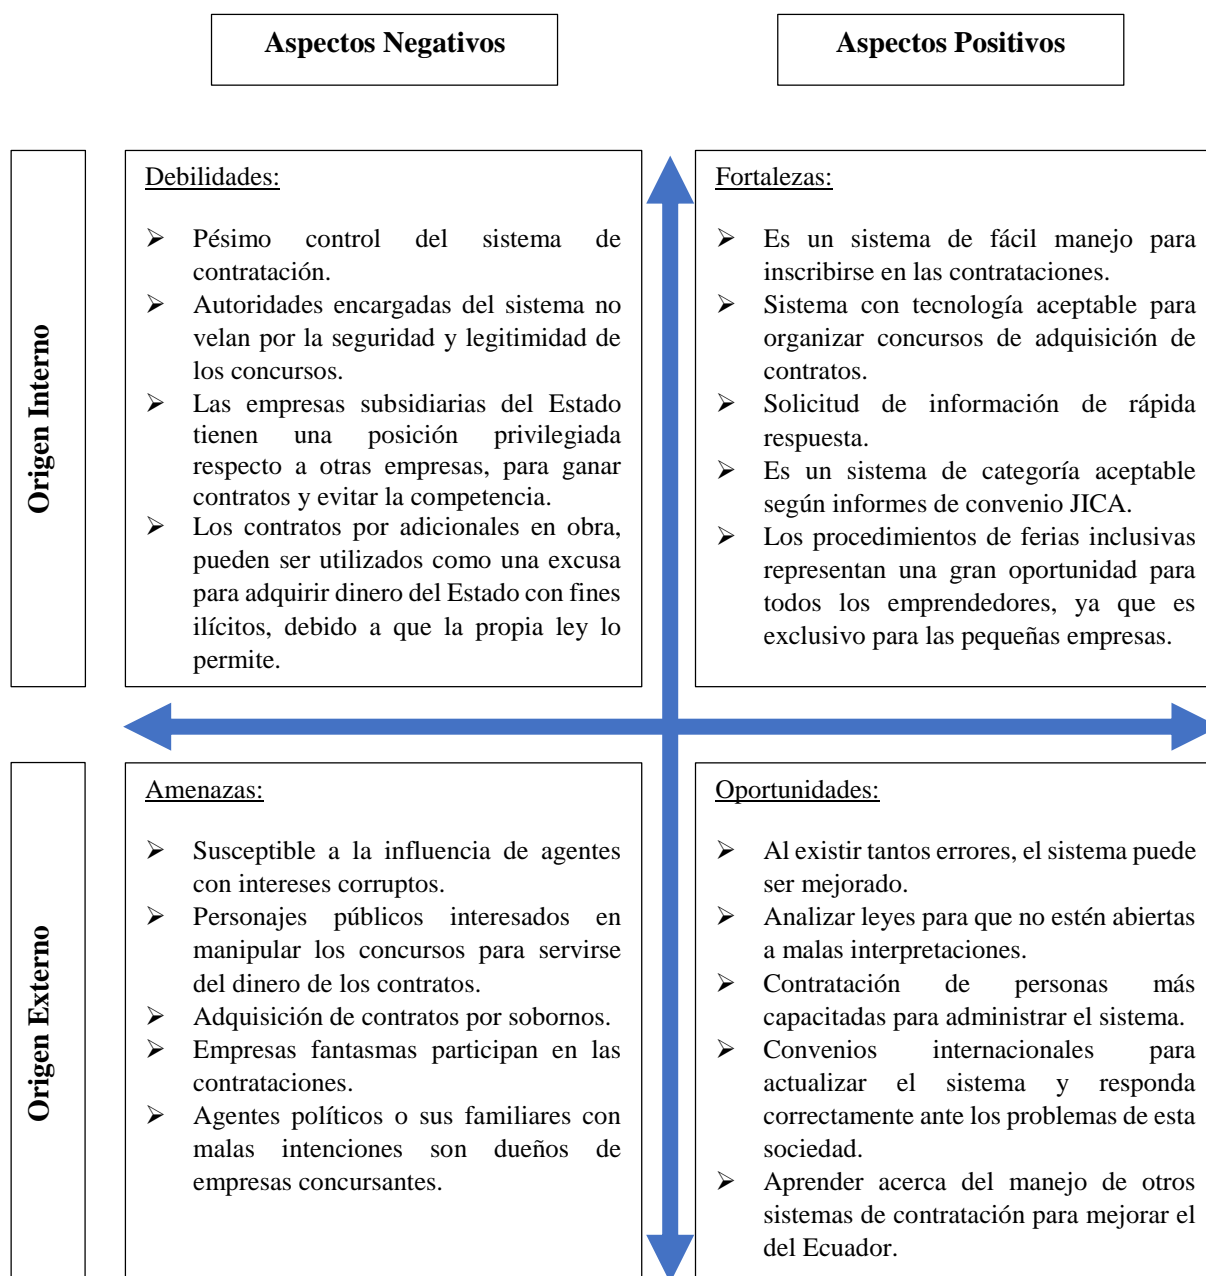 Aspectos Negativos
Aspectos Positivos
Origen Interno
Debilidades:
➢ Pésimo control del sistema de
contratación.
➢ Autoridades encargadas del sistema no
velan por la seguridad y legitimidad de
los concursos.
➢ Las empresas subsidiarias del Estado
tienen una posición privilegiada
respecto a otras empresas, para ganar
contratos y evitar la competencia.
➢ Los contratos por adicionales en obra,
pueden ser utilizados como una excusa
para adquirir dinero del Estado con fines
ilícitos, debido a que la propia ley lo
permite.
Fortalezas:
➢ Es un sistema de fácil manejo para
inscribirse en las contrataciones.
➢ Sistema con tecnología aceptable para
organizar concursos de adquisición de
contratos.
➢ Solicitud de información de rápida
respuesta.
➢ Es un sistema de categoría aceptable
según informes de convenio JICA.
➢ Los procedimientos de ferias inclusivas
representan una gran oportunidad para
todos los emprendedores, ya que es
exclusivo para las pequeñas empresas.
Origen Externo
Amenazas:
➢ Susceptible a la influencia de agentes
con intereses corruptos.
➢ Personajes públicos interesados en
manipular los concursos para servirse
del dinero de los contratos.
➢ Adquisición de contratos por sobornos.
➢ Empresas fantasmas participan en las
contrataciones.
➢ Agentes políticos o sus familiares con
malas intenciones son dueños de
empresas concursantes.
Oportunidades:
➢ Al existir tantos errores, el sistema puede
ser mejorado.
➢ Analizar leyes para que no estén abiertas
a malas interpretaciones.
➢ Contratación de personas más
capacitadas para administrar el sistema.
➢ Convenios internacionales para
actualizar el sistema y responda
correctamente ante los problemas de esta
sociedad.
➢ Aprender acerca del manejo de otros
sistemas de contratación para mejorar el
del Ecuador.